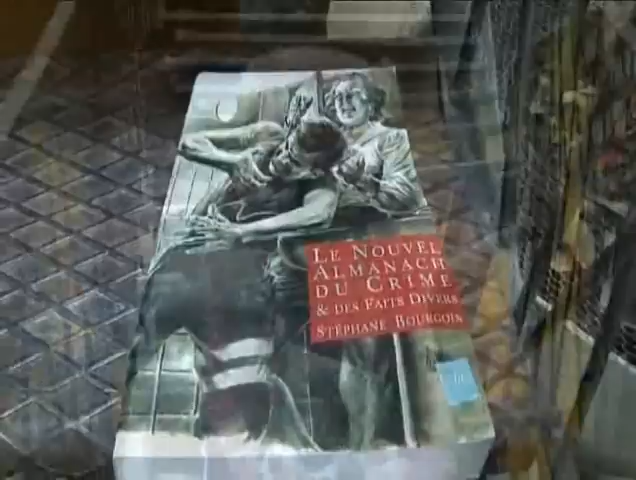 LE NOUVEL
ALMANACH
DU CRIME
& DES FAITS DIVERS
STÉPHANE BOURGOIN